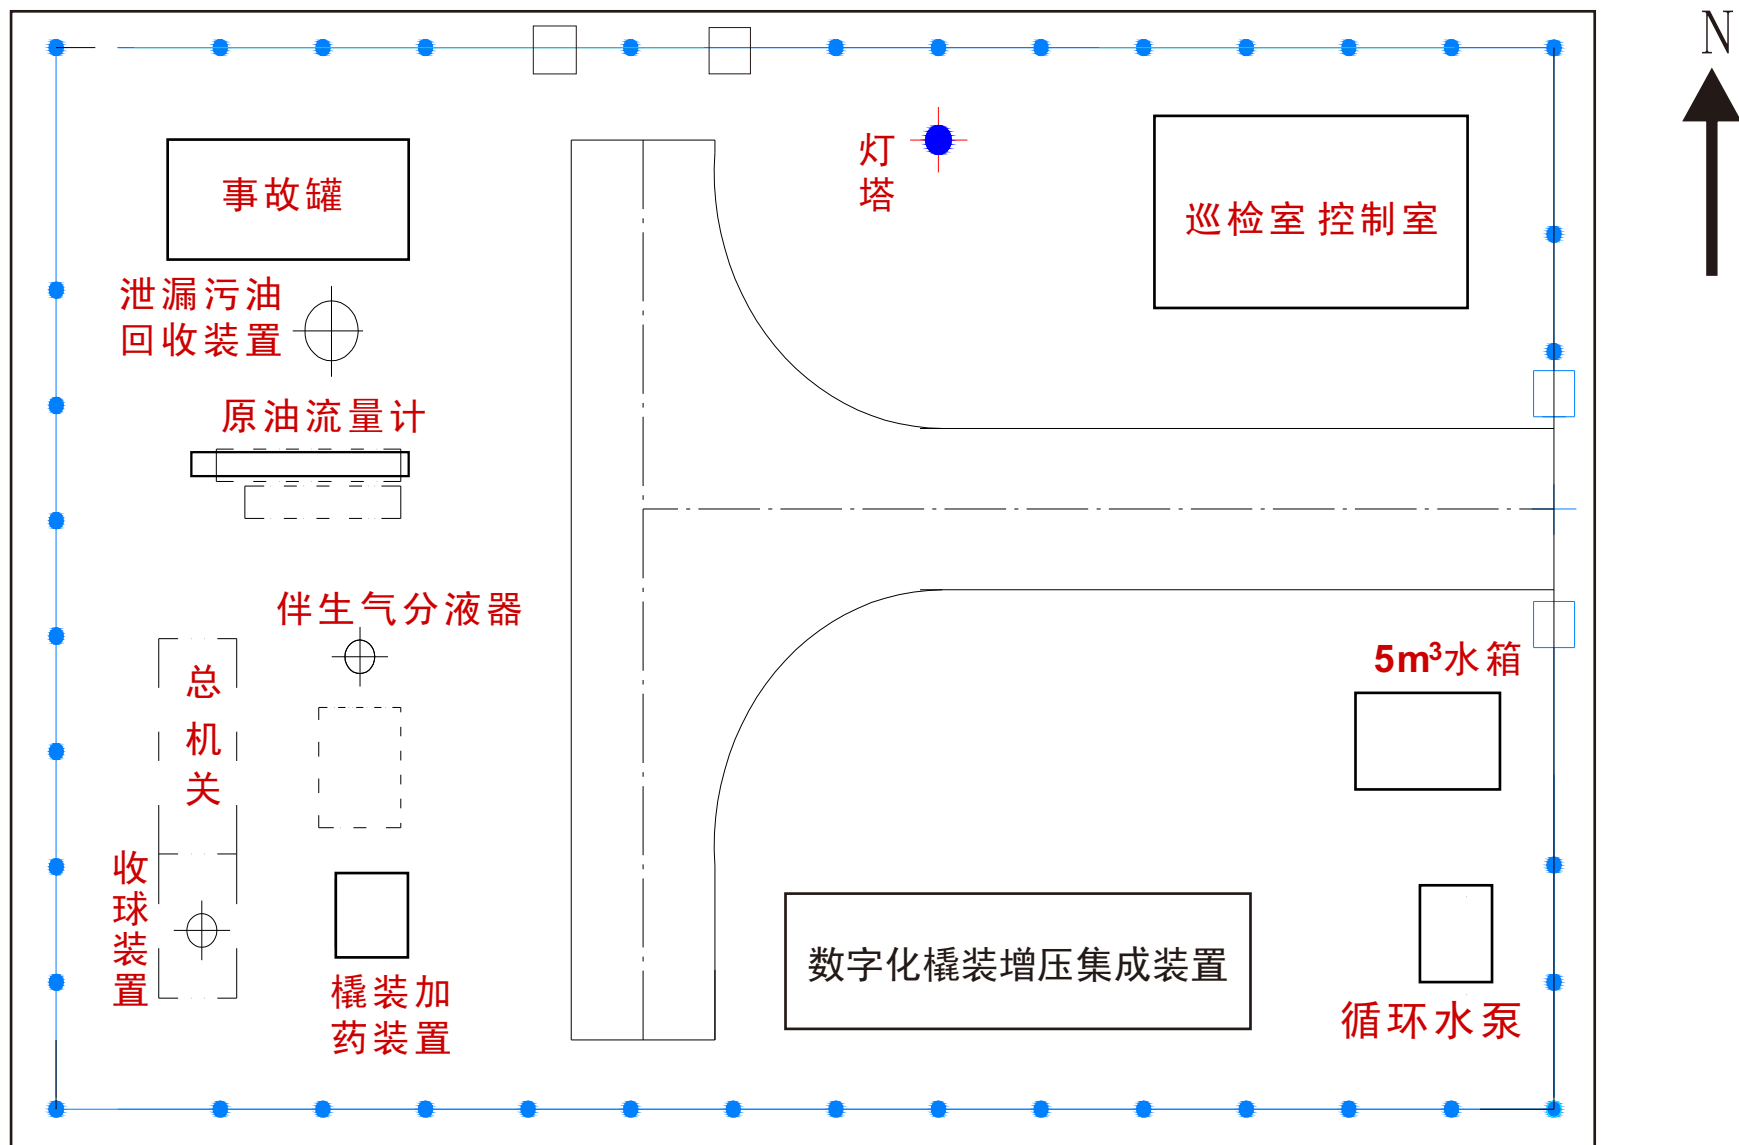 N
灯
塔
事故罐
巡检室 控制室
泄漏污油
回收装置
原油流量计
伴生气分液器
总
机
关
5m³水箱
收
球
装
置
数字化橇装增压集成装置
橇装加
药装置
循环水泵